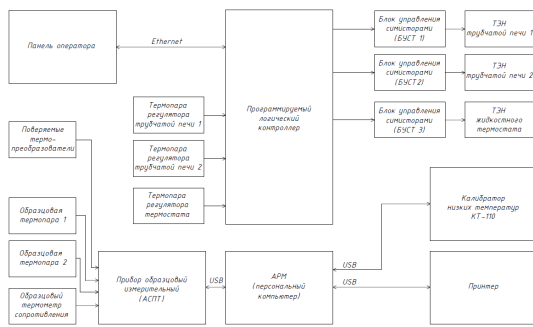 Панель оператора
Ethernet
Программируемый
логический
контроллер
Блок управления
симисторами
(БУСТ 1)
ТЭН
трубчатой печи 1
Блок управления
симисторами
(БУСТ2)
ТЭН
трубчатой печи 2
Блок управления
симисторами
(БУСТ 3)
ТЭН
жидкостного
термостата
Термопара
регулятора
трубчатой печи 1
Термопара
регулятора
трубчатой печи 2
Термопара
регулятора
термостата
Поверяемые
термо-
преобразователи
Образцовая
термопара 1
Образцовая
термопара 2
Образцовый
термометр
сопротивления
Прибор образцовый
измерительный
(АСПТ)
USB
АРМ
(персональный
компьютер)
USB
USB
Калибратор
низких температур
КТ-110
Принтер